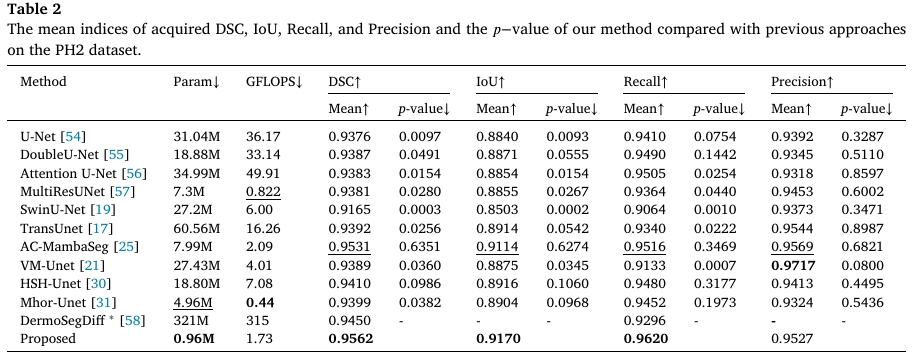 Table 2
The mean indices of acquired DSC, IoU, Recall, and Precision and the p−value of our method compared with previous approaches
on the PH2 dataset.
Method Param↓ GFLOPS↓ DSC↑ IoU↑ Recall↑ Precision↑
Mean↑ p-value↓ Mean↑ p-value↓ Mean↑ p-value↓ Mean↑ p-value↓
U-Net [54] 31.04M 36.17 0.9376 0.0097 0.8840 0.0093 0.9410 0.0754 0.9392 0.3287
DoubleU-Net [55] 18.88M 33.14 0.9387 0.0491 0.8871 0.0555 0.9490 0.1442 0.9345 0.5110
Attention U-Net [56] 34.99M 49.91 0.9383 0.0154 0.8854 0.0154 0.9505 0.0254 0.9318 0.8597
MultiResUNet [57] 7.3M 0.822 0.9381 0.0280 0.8855 0.0267 0.9364 0.0440 0.9453 0.6002
SwinU-Net [19] 27.2M 6.00 0.9165 0.0003 0.8503 0.0002 0.9064 0.0010 0.9373 0.3471
TransUnet [17] 60.56M 16.26 0.9392 0.0256 0.8914 0.0542 0.9340 0.0222 0.9544 0.8987
AC-MambaSeg [25] 7.99M 2.09 0.9531 0.6351 0.9114 0.6274 0.9516 0.3469 0.9569 0.6821
VM-Unet [21] 27.43M 4.01 0.9389 0.0360 0.8875 0.0345 0.9133 0.0007 0.9717 0.0800
HSH-Unet [30] 18.80M 7.08 0.9410 0.0986 0.8916 0.1060 0.9480 0.3177 0.9413 0.4495
Mhor-Unet [31] 4.96M 0.44 0.9399 0.0382 0.8904 0.0968 0.9452 0.1973 0.9324 0.5436
DermoSegDiff * [58] 321M 315 0.9450 - - - 0.9296 - - -
Proposed 0.96M 1.73 0.9562 0.9170 0.9620 0.9527